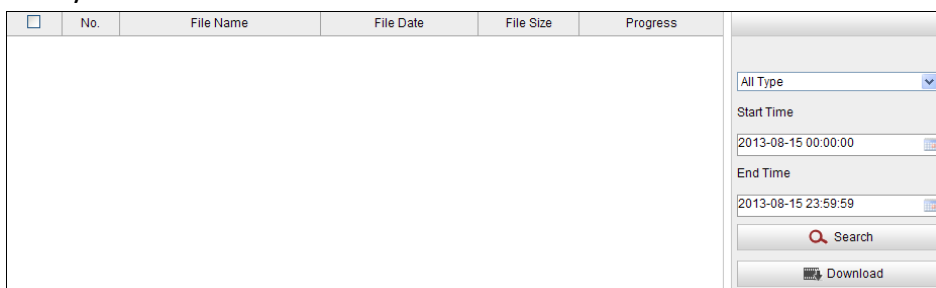 No. File Name File Date File Size Progress
All Type
Start Time
2013-08-15 00:00:00
End Time
2013-08-15 23:59:59
Search
Download